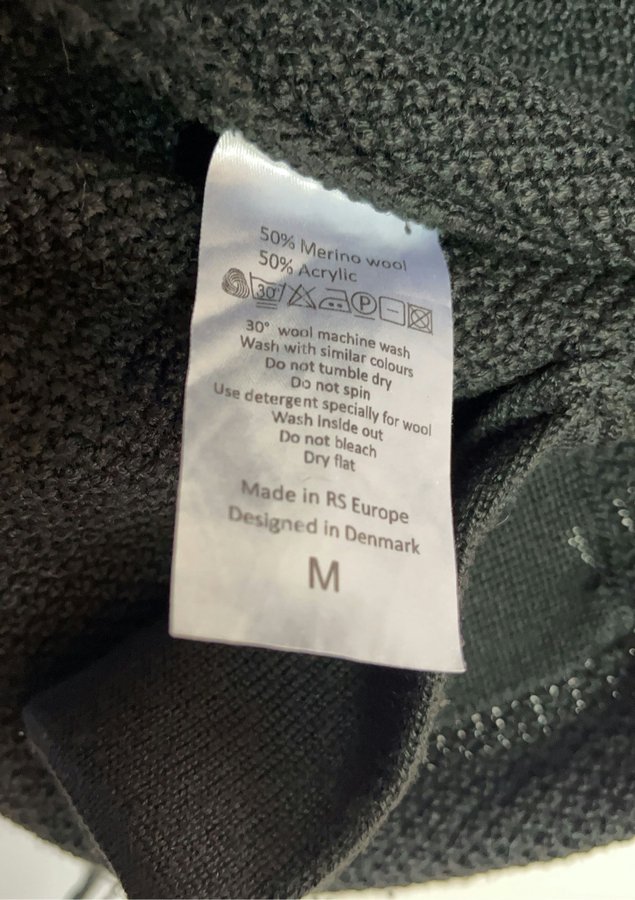 50% Merino wool
50% Acrylic
30° P
30° wool machine wash
Wash with similar colours
Do not tumble dry
Do not spin
Use detergent specially for wool
Wash inside out
Do not bleach
Dry flat
Made in RS Europe
Designed in Denmark
M